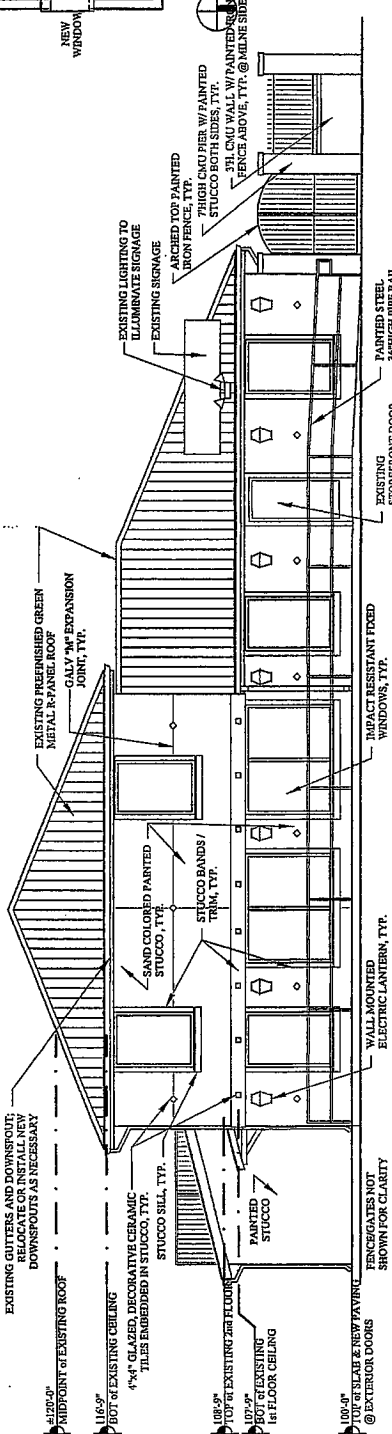 NEW
WINDOW
EXISTING GUTTERS AND DOWNSPOUT;
RELOCATE OR INSTALL NEW
DOWNSPOUTS AS NECESSARY
±120'-0"
MIDPOINT of EXISTING ROOF
116'-9"
BOT of EXISTING CEILING
4"x4" GLAZED, DECORATIVE CERAMIC
TILES EMBEDDED IN STUCCO, TYP.
STUCCO SILL, TYP.
108'-9"
TOP of EXISTING 2nd FLOOR
107'-9"
BOT of EXISTING
1st FLOOR CEILING
PAINTED
STUCCO
100'-0"
TOP of SLAB & NEW PAVING
@ EXTERIOR DOORS
FENCE/GATES NOT
SHOWN FOR CLARITY
EXISTING PREFINISHED GREEN
METAL R-PANEL ROOF
GALV "M" EXPANSION
JOINT, TYP.
SAND COLORED PAINTED
STUCCO, TYP.
STUCCO BANDS /
TRIM, TYP.
WALL MOUNTED
ELECTRIC LANTERN, TYP.
IMPACT RESISTANT FIXED
WINDOWS, TYP.
EXISTING LIGHTING TO
ILLUMINATE SIGNAGE
EXISTING SIGNAGE
ARCHED TOP PAINTED
IRON FENCE, TYP.
7'HIGH CMU PIER W/ PAINTED
STUCCO BOTH SIDES, TYP.
3'H. CMU WALL W/ PAINTED IRON
FENCE ABOVE, TYP. @ MILNE SIDE
EXISTING
STOREFRONT DOOR
PAINTED STEEL
36"HIGH PIPE RAIL